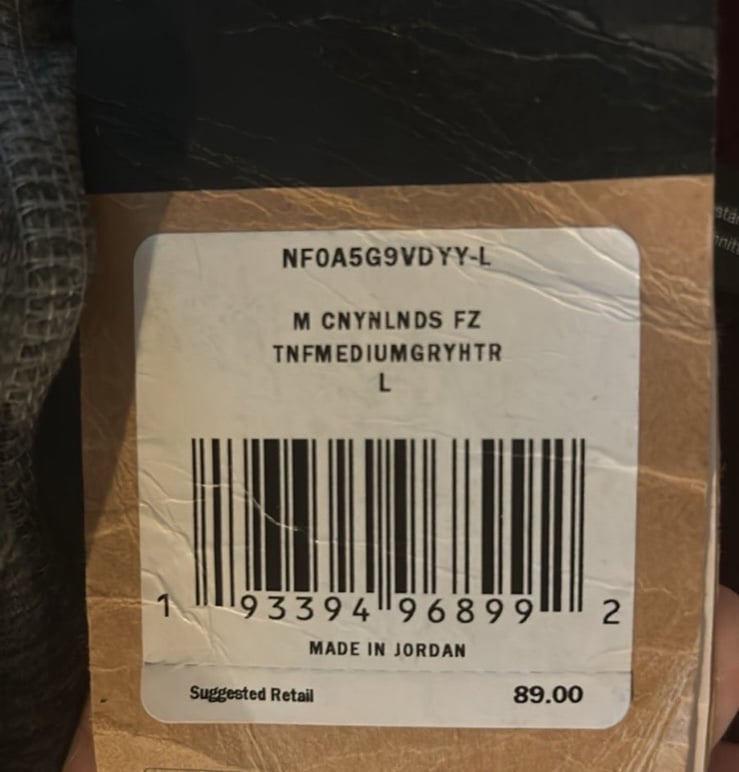 NF0A5G9VDYY-L
M CNYNLNDS FZ
TNFMEDIUMGRYHTR
L
1 93394 96899 2
MADE IN JORDAN
Suggested Retail 89.00